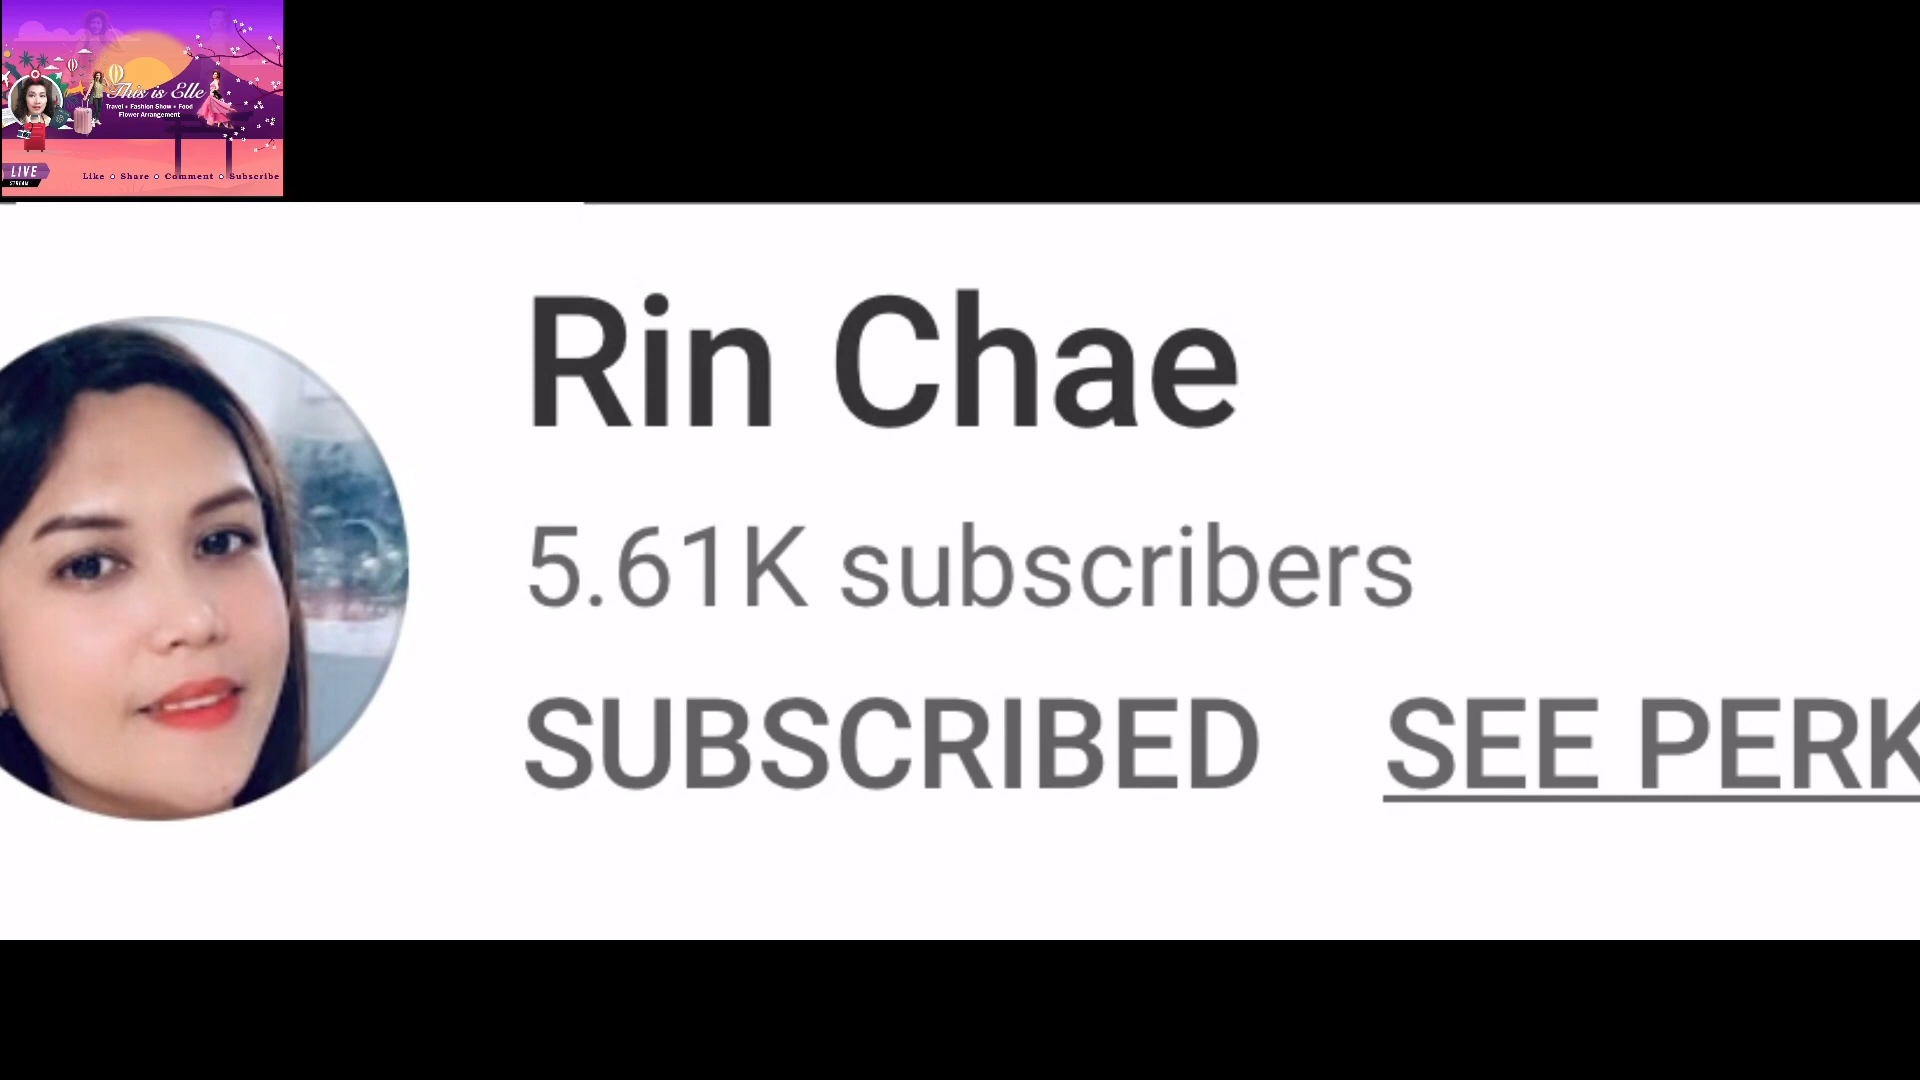 This is Elle
Travel • Fashion Show • Food
Flower Arrangement
LIVE
STREAM
Like ○ Share ○ Comment ○ Subscribe
Rin Chae
5.61K subscribers
SUBSCRIBED SEE PERK